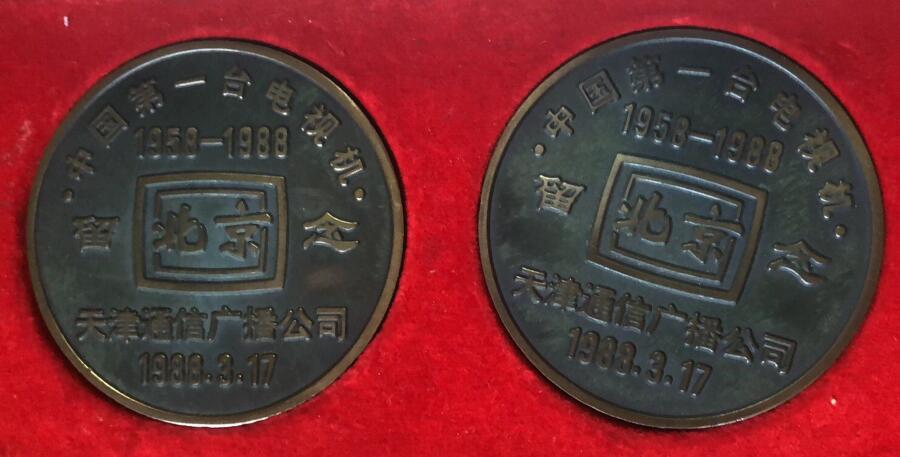 ·中国第一台电视机·
1958—1988
留 北京 念
天津通信广播公司
1988.3.17
·中国第一台电视机·
1958—1988
留 北京 念
天津通信广播公司
1988.3.17